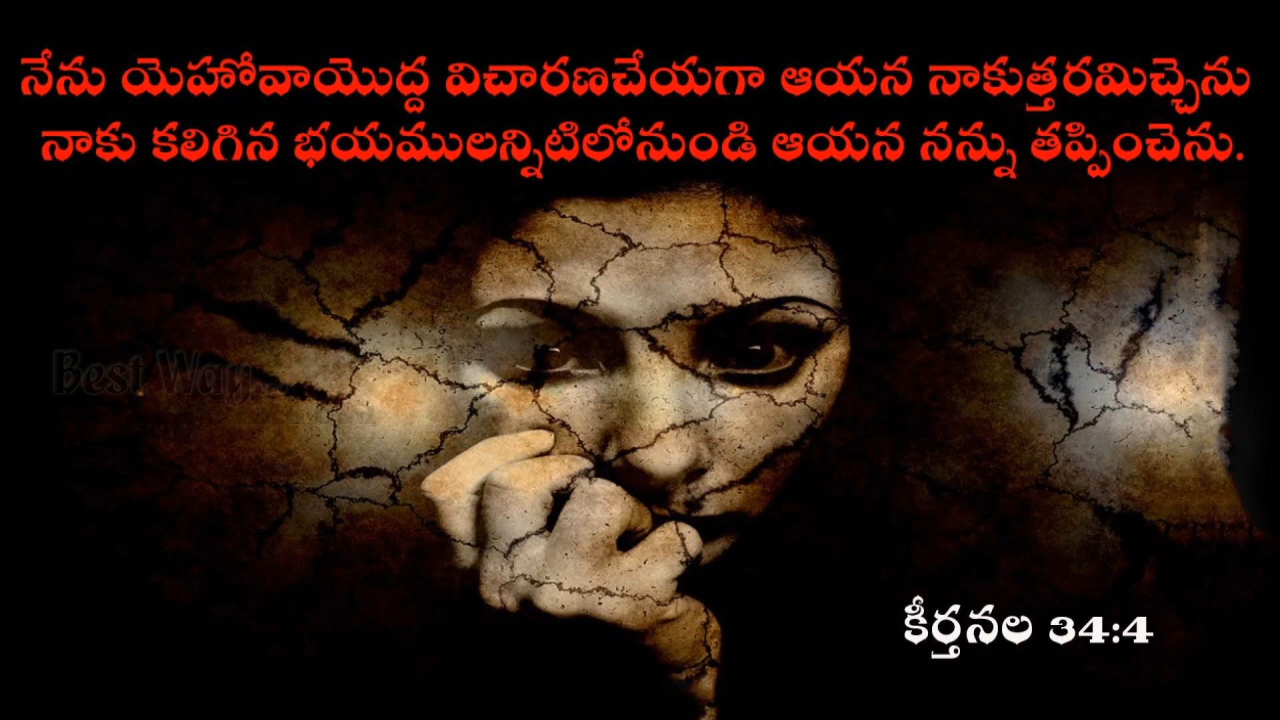 నేను యెహోవాయొద్ద విచారణచేయగా ఆయన నాకుత్తరమిచ్చెను
నాకు కలిగిన భయములన్నిటిలోనుండి ఆయన నన్ను తప్పించెను.
Best Way...
కీర్తనల 34:4